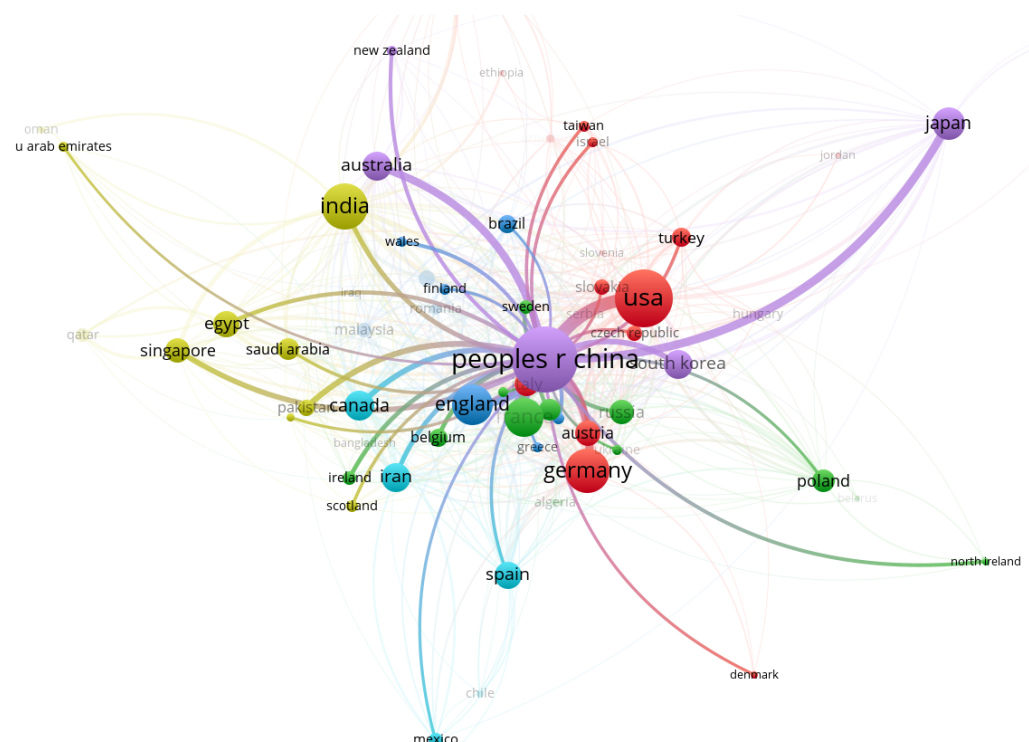 new zealand
ethiopia
japan
taiwan
oman
israel
u arab emirates
jordan
australia
india
brazil
turkey
wales
slovenia
finland
slovakia
iraq
usa
romania
sweden
serbia
hungary
egypt
malaysia
czech republic
qatar
singapore
saudi arabia
peoples r china
south korea
italy
pakistan
canada
england
france
russia
belgium
austria
bangladesh
greece
ukraine
germany
ireland
iran
poland
scotland
algeria
belarus
north ireland
spain
denmark
chile
mexico